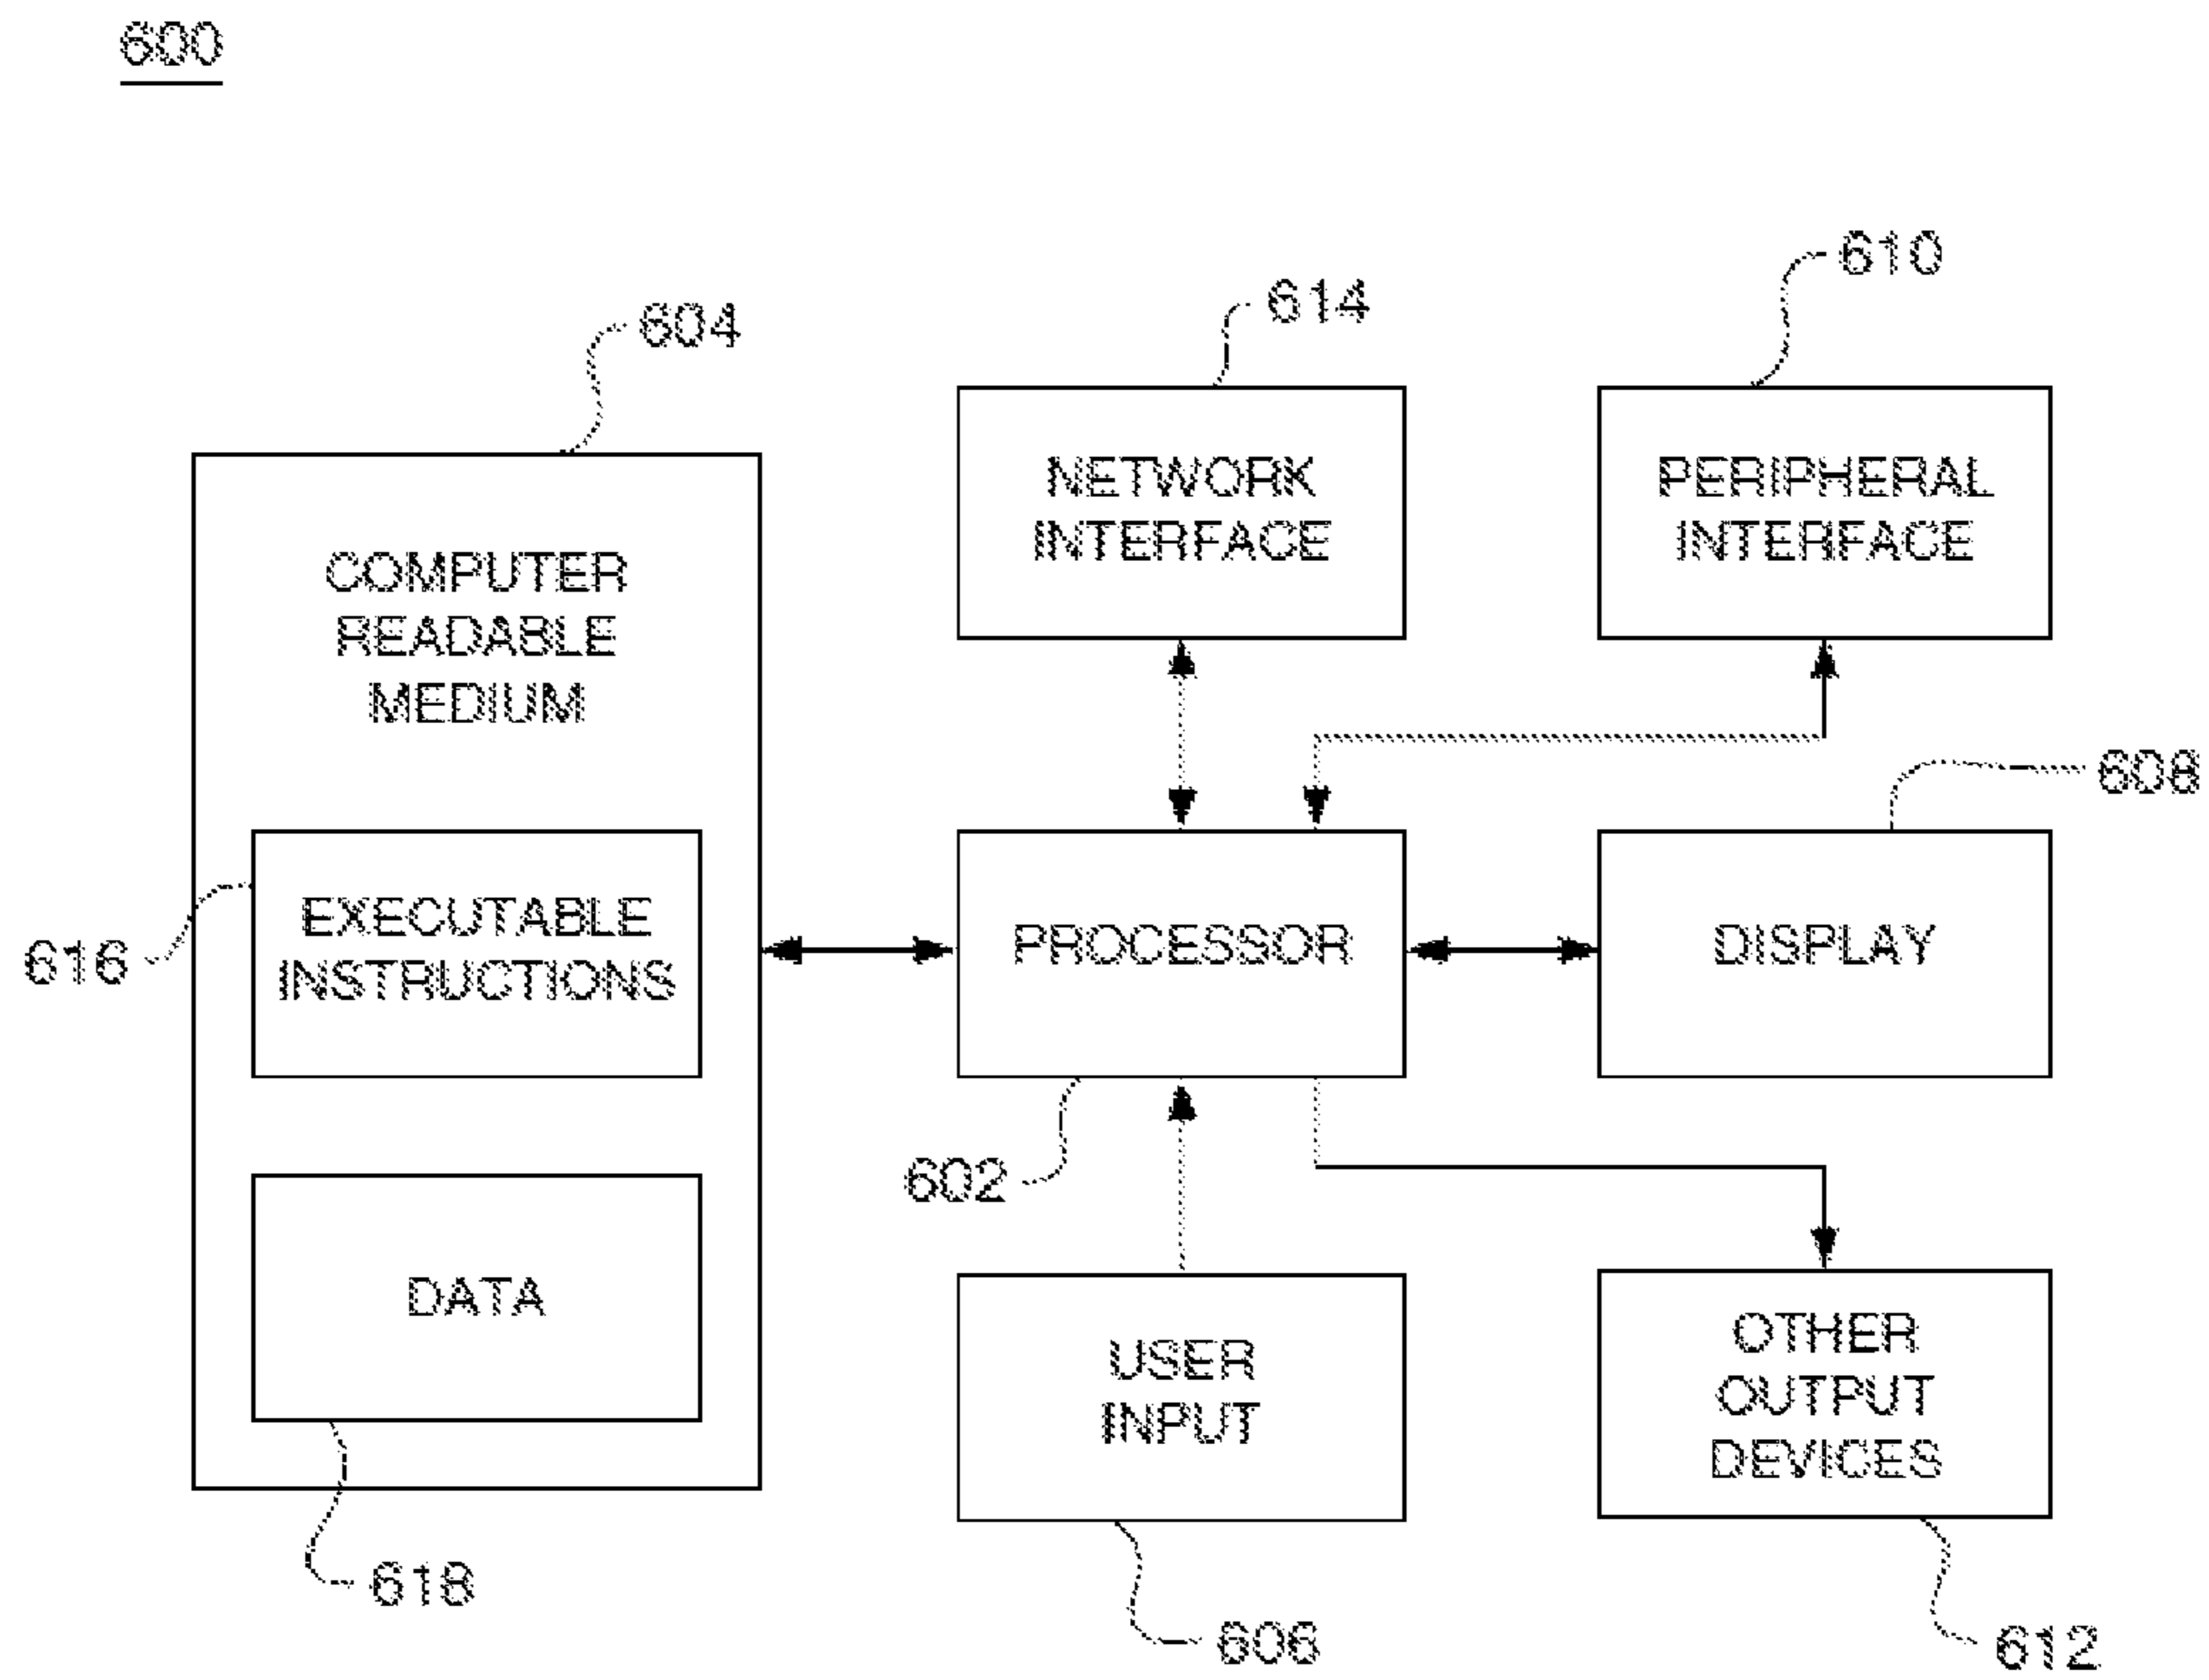 600
610
614
604
NETWORK
INTERFACE
PERIPHERAL
INTERFACE
COMPUTER
READABLE
MEDIUM
608
EXECUTABLE
INSTRUCTIONS
616
PROCESSOR
DISPLAY
602
DATA
USER
INPUT
OTHER
OUTPUT
DEVICES
618
606
612